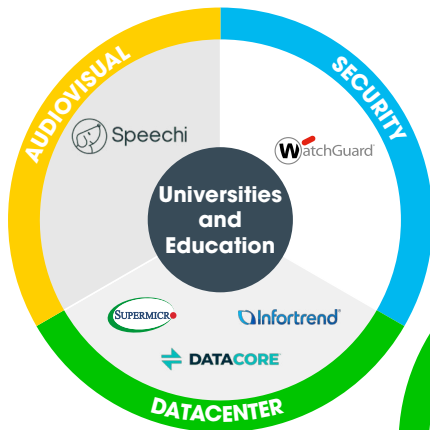 AUDIOVISUAL
SECURITY
Speechi
WatchGuard
Universities
and
Education
SUPERMICRO
Infortrend
DATACORE
DATACENTER